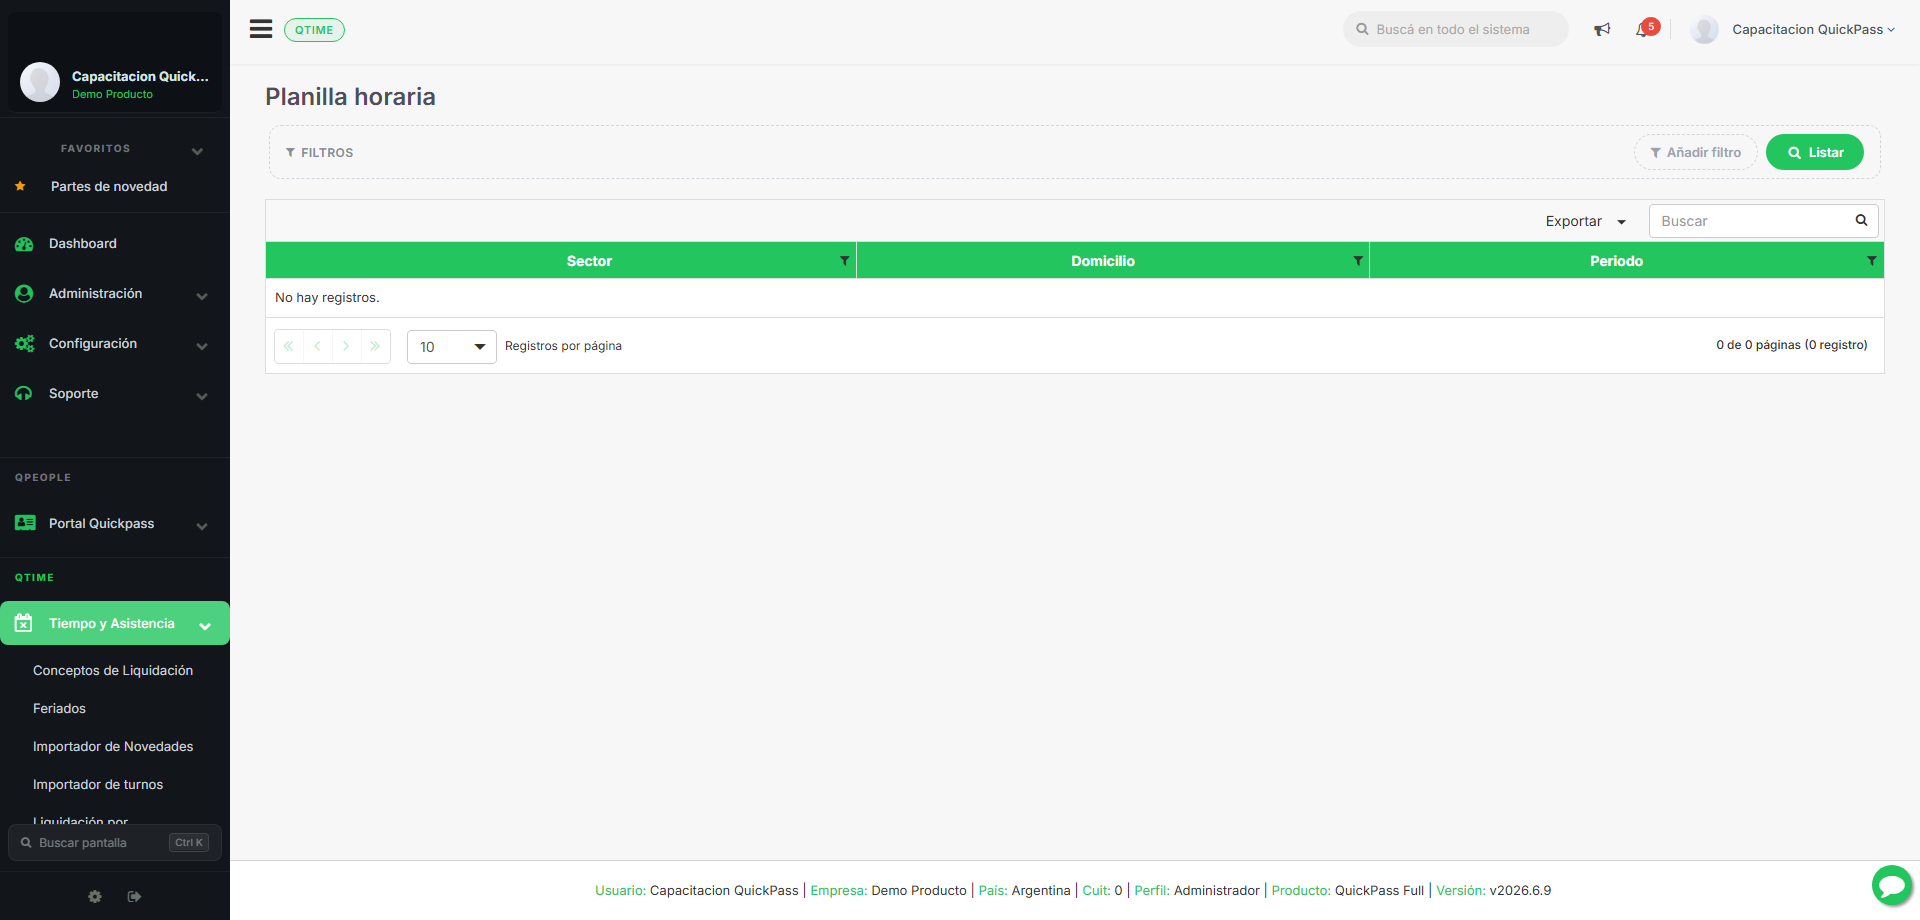 Capacitacion Quick...
Demo Producto
FAVORITOS
Partes de novedad
Dashboard
Administración
Configuración
Soporte
QPEOPLE
Portal Quickpass
QTIME
Tiempo y Asistencia
Conceptos de Liquidación
Feriados
Importador de Novedades
Importador de turnos
Liquidación por
Buscar pantalla
Ctrl K
QTIME
Buscá en todo el sistema
5
Capacitacion QuickPass
Planilla horaria
FILTROS
Añadir filtro
Listar
Exportar
Buscar
Sector
Domicilio
Periodo
No hay registros.
10
Registros por página
0 de 0 páginas (0 registro)
Usuario: Capacitacion QuickPass | Empresa: Demo Producto | País: Argentina | Cuit: 0 | Perfil: Administrador | Producto: QuickPass Full | Versión: v2026.6.9